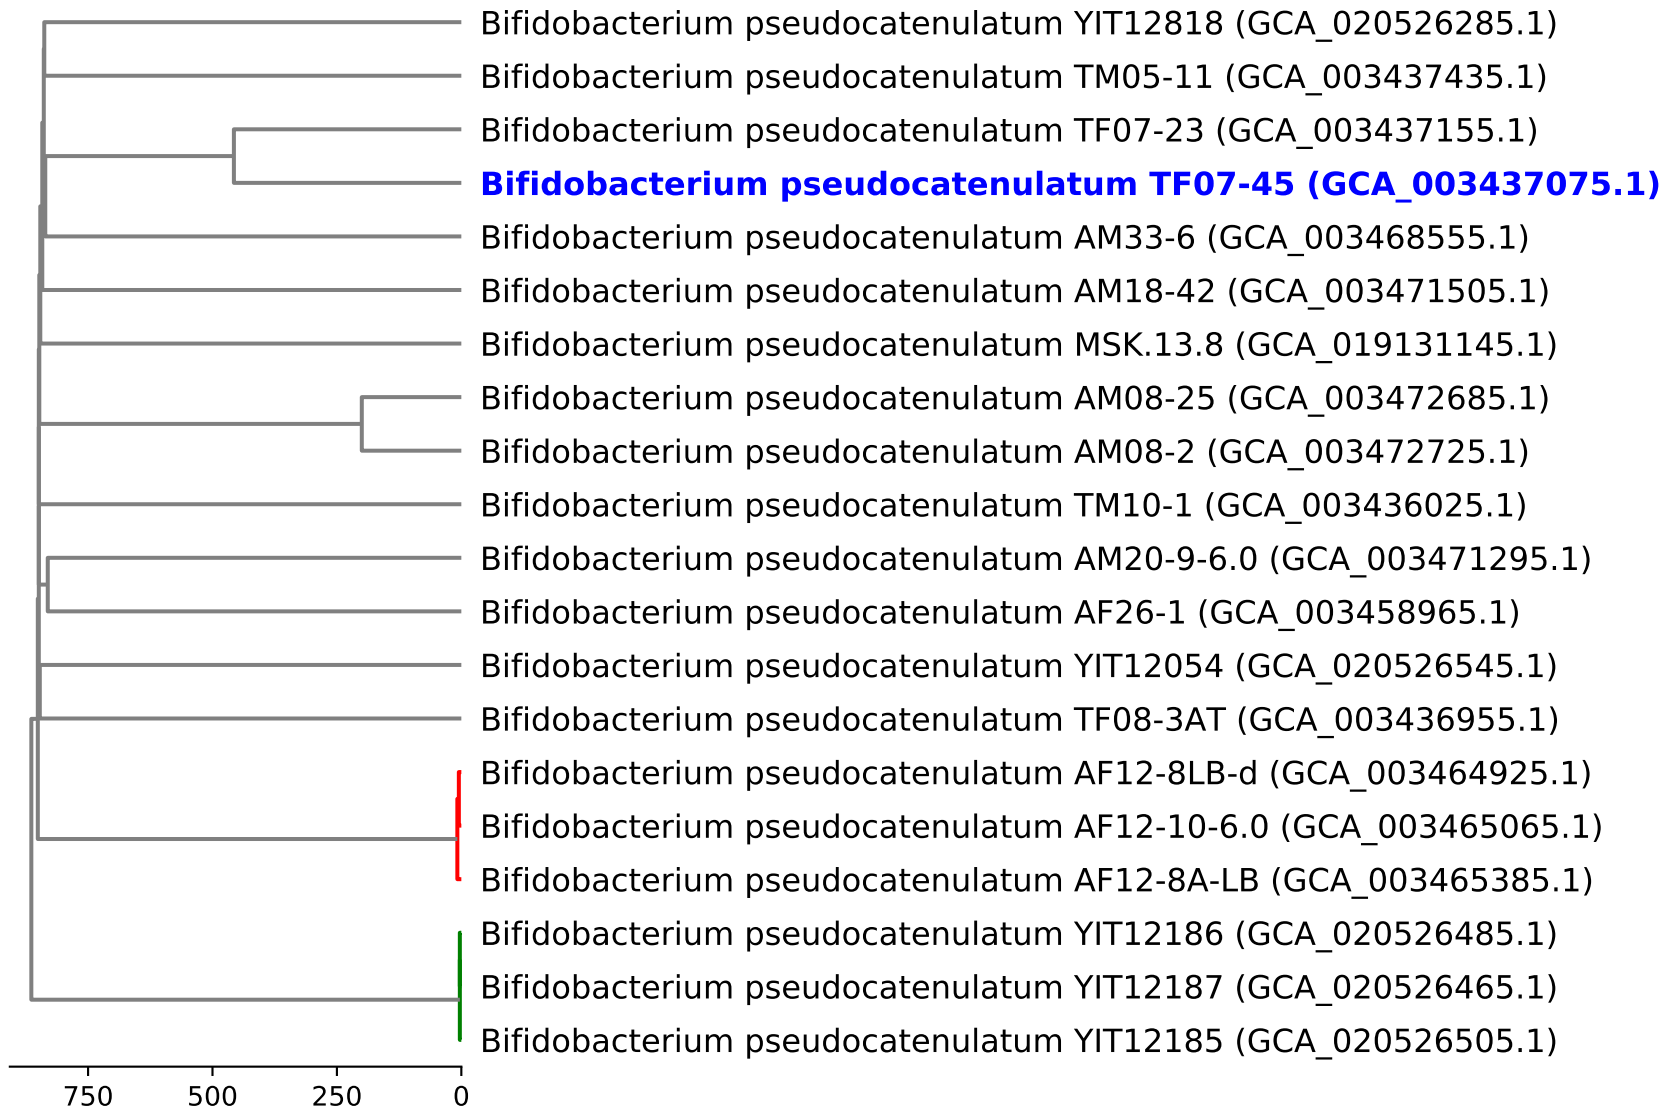 Bifidobacterium pseudocatenulatum YIT12818 (GCA_020526285.1)
Bifidobacterium pseudocatenulatum TM05-11 (GCA_003437435.1)
Bifidobacterium pseudocatenulatum TF07-23 (GCA_003437155.1)
Bifidobacterium pseudocatenulatum TF07-45 (GCA_003437075.1)
Bifidobacterium pseudocatenulatum AM33-6 (GCA_003468555.1)
Bifidobacterium pseudocatenulatum AM18-42 (GCA_003471505.1)
Bifidobacterium pseudocatenulatum MSK.13.8 (GCA_019131145.1)
Bifidobacterium pseudocatenulatum AM08-25 (GCA_003472685.1)
Bifidobacterium pseudocatenulatum AM08-2 (GCA_003472725.1)
Bifidobacterium pseudocatenulatum TM10-1 (GCA_003436025.1)
Bifidobacterium pseudocatenulatum AM20-9-6.0 (GCA_003471295.1)
Bifidobacterium pseudocatenulatum AF26-1 (GCA_003458965.1)
Bifidobacterium pseudocatenulatum YIT12054 (GCA_020526545.1)
Bifidobacterium pseudocatenulatum TF08-3AT (GCA_003436955.1)
Bifidobacterium pseudocatenulatum AF12-8LB-d (GCA_003464925.1)
Bifidobacterium pseudocatenulatum AF12-10-6.0 (GCA_003465065.1)
Bifidobacterium pseudocatenulatum AF12-8A-LB (GCA_003465385.1)
Bifidobacterium pseudocatenulatum YIT12186 (GCA_020526485.1)
Bifidobacterium pseudocatenulatum YIT12187 (GCA_020526465.1)
Bifidobacterium pseudocatenulatum YIT12185 (GCA_020526505.1)
750 500 250 0